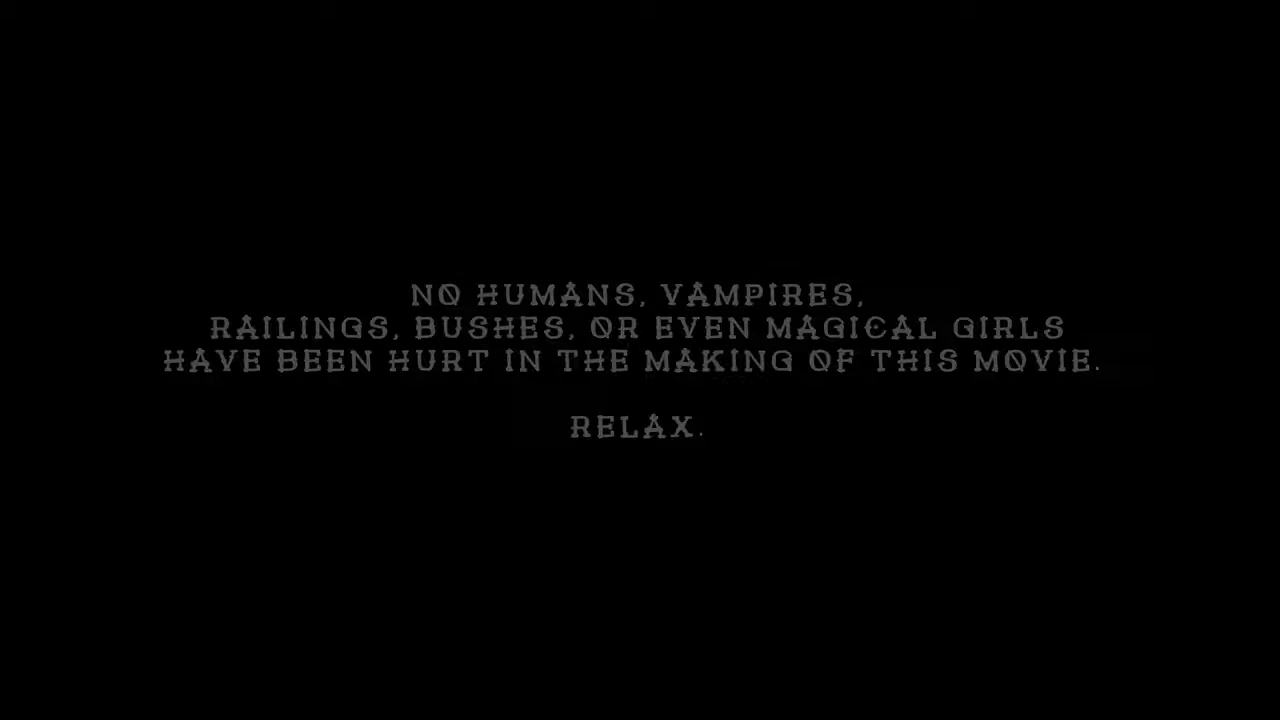 NO HUMANS, VAMPIRES,
RAILINGS, BUSHES, OR EVEN MAGICAL GIRLS
HAVE BEEN HURT IN THE MAKING OF THIS MOVIE.
RELAX.